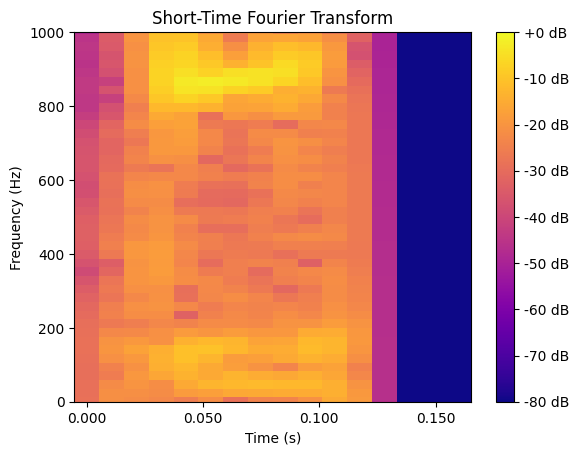 Short-Time Fourier Transform
1000
800
600
400
200
0
Frequency (Hz)
0.000
0.050
0.100
0.150
Time (s)
+0 dB
-10 dB
-20 dB
-30 dB
-40 dB
-50 dB
-60 dB
-70 dB
-80 dB